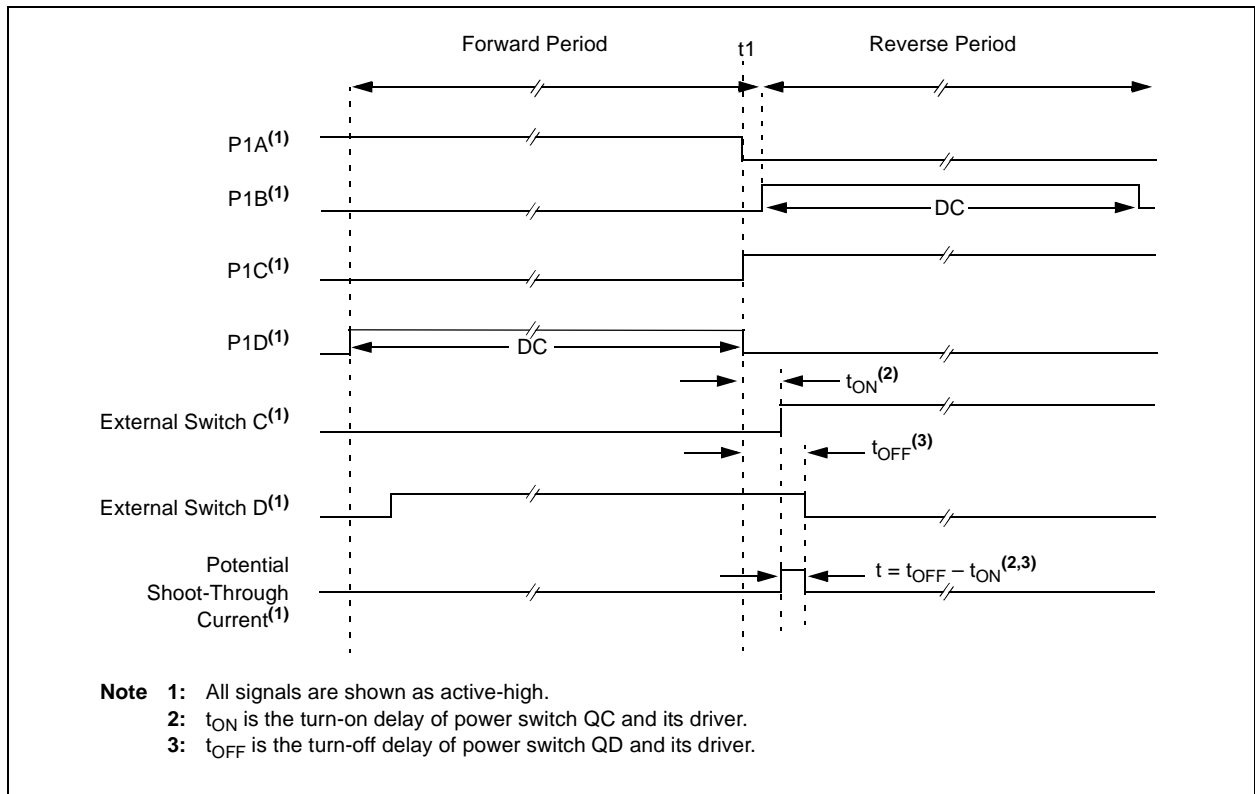 Forward Period
t1
Reverse Period
P1A(1)
P1B(1)
DC
P1C(1)
P1D(1)
DC
tON(2)
External Switch C(1)
tOFF(3)
External Switch D(1)
Potential
Shoot-Through
Current(1)
t = tOFF – tON(2,3)
Note 1: All signals are shown as active-high.
2: tON is the turn-on delay of power switch QC and its driver.
3: tOFF is the turn-off delay of power switch QD and its driver.